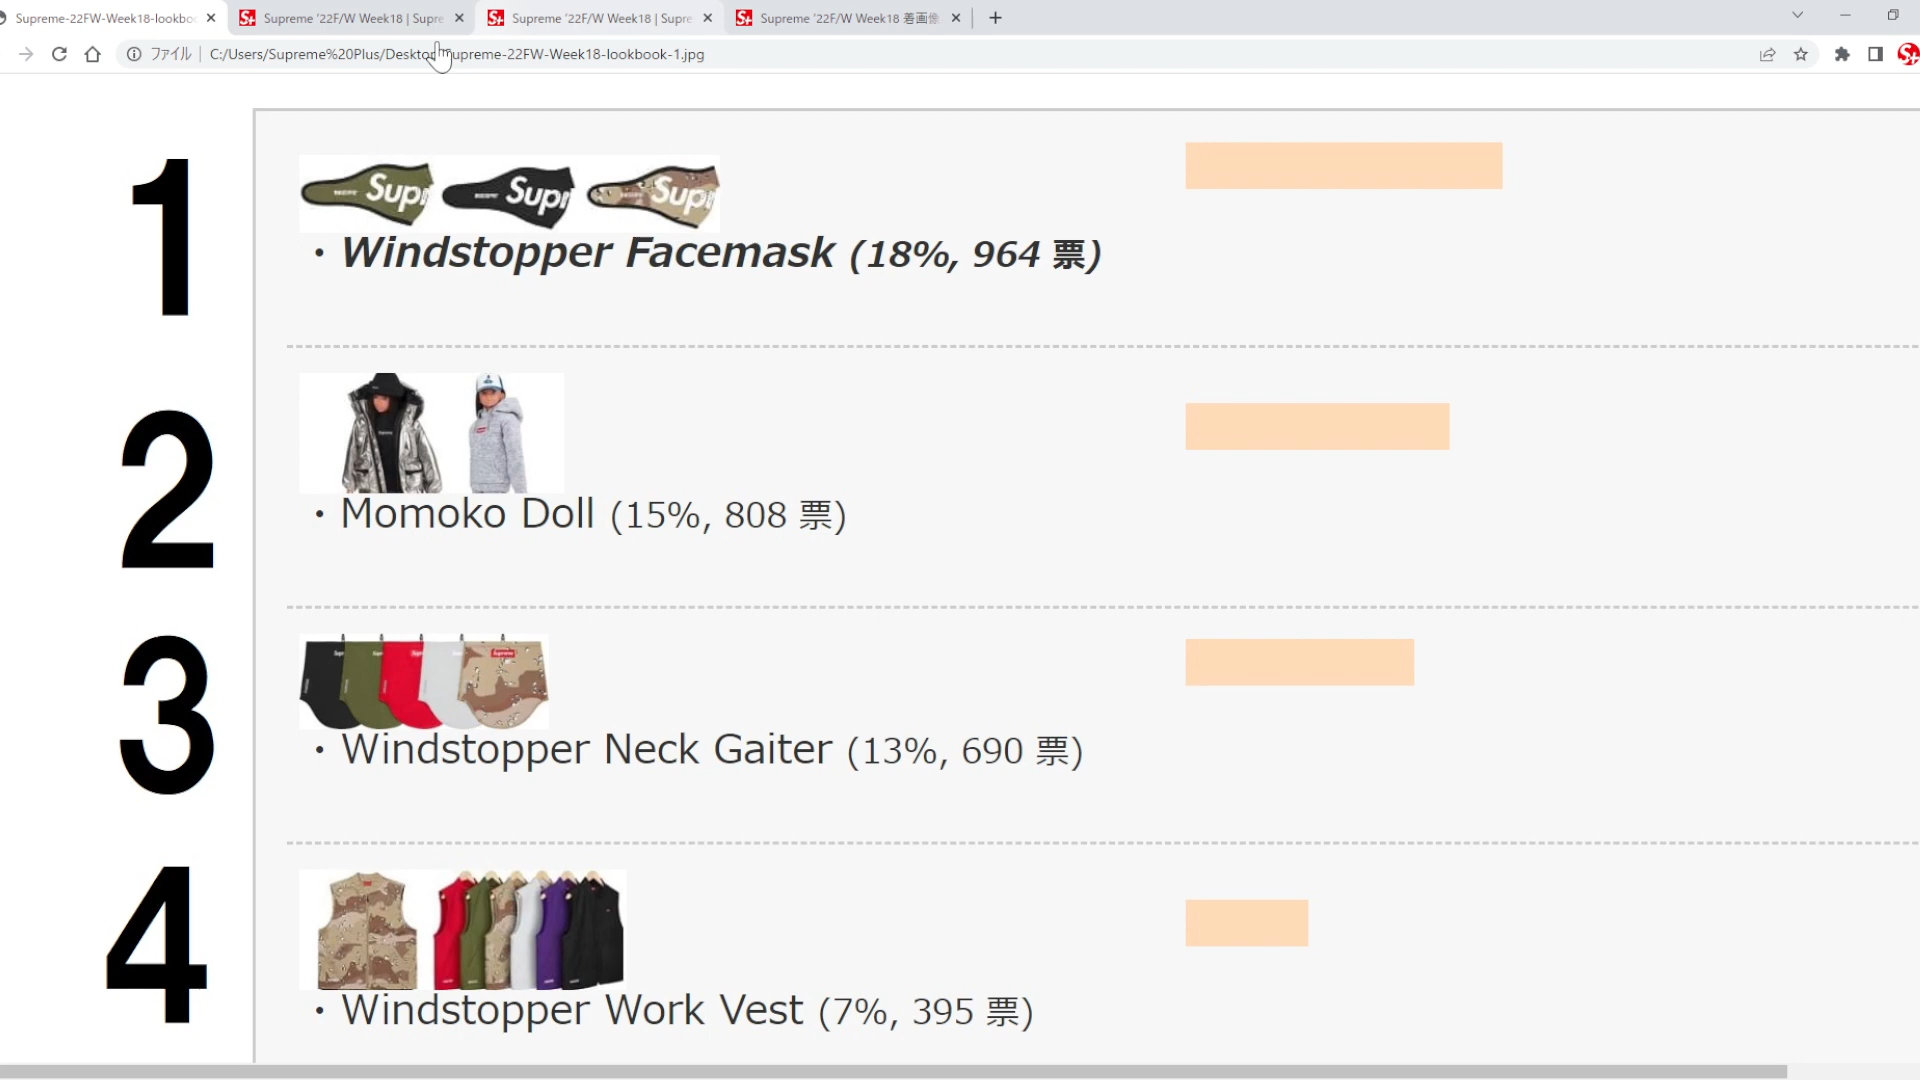 Supreme-22FW-Week18-lookbo
Supreme '22F/W Week18 | Supre
Supreme '22F/W Week18 | Supre
Supreme '22F/W Week18 着画像
ファイル
C:/Users/Supreme%20Plus/Desktop/supreme-22FW-Week18-lookbook-1.jpg
1
Supr
Supr
Supr
・Windstopper Facemask (18%, 964 票)
2
・Momoko Doll (15%, 808 票)
3
・Windstopper Neck Gaiter (13%, 690 票)
4
・Windstopper Work Vest (7%, 395 票)